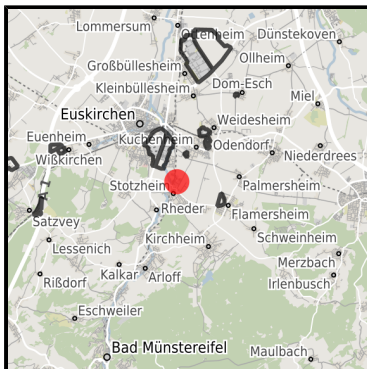 Lommersum
Ottenheim
Dünstekoven
Großbüllesheim
Ollheim
Kleinbüllesheim
Dom-Esch
Miel
Euskirchen
Weidesheim
Euenheim
Kuchenheim
Odendorf
Wißkirchen
Niederdrees
Stotzheim
Palmersheim
Satzvey
Rheder
Flamersheim
Lessenich
Kirchheim
Schweinheim
Merzbach
Rißdorf
Kalkar
Arloff
Irlenbusch
Eschweiler
Bad Münstereifel
Maulbach